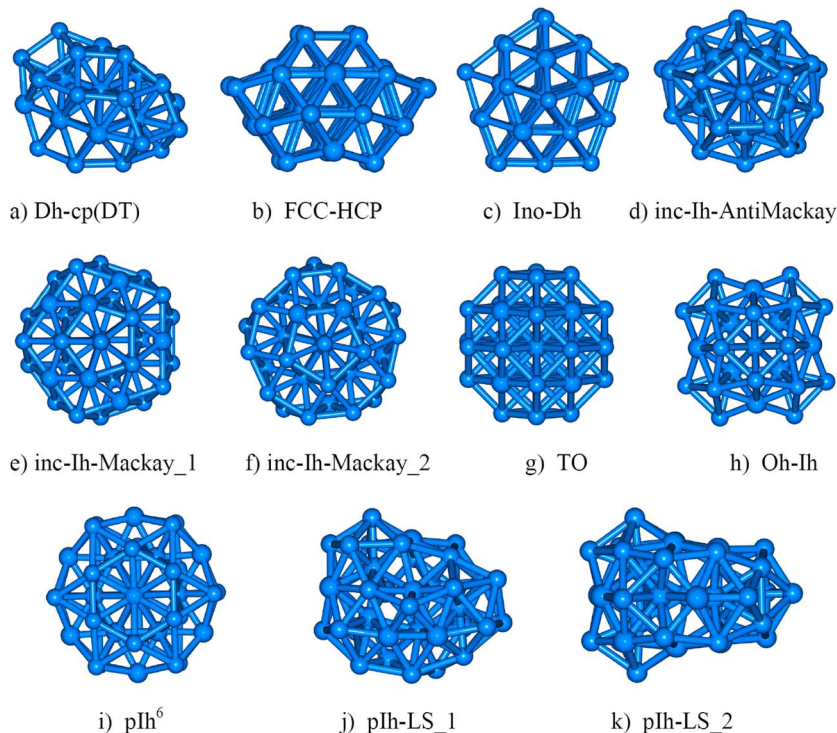 a) Dh-cp(DT) b) FCC-HCP c) Ino-Dh d) inc-Ih-AntiMackay
e) inc-Ih-Mackay_1 f) inc-Ih-Mackay_2 g) TO h) Oh-Ih
i) pIh⁶ j) pIh-LS_1 k) pIh-LS_2